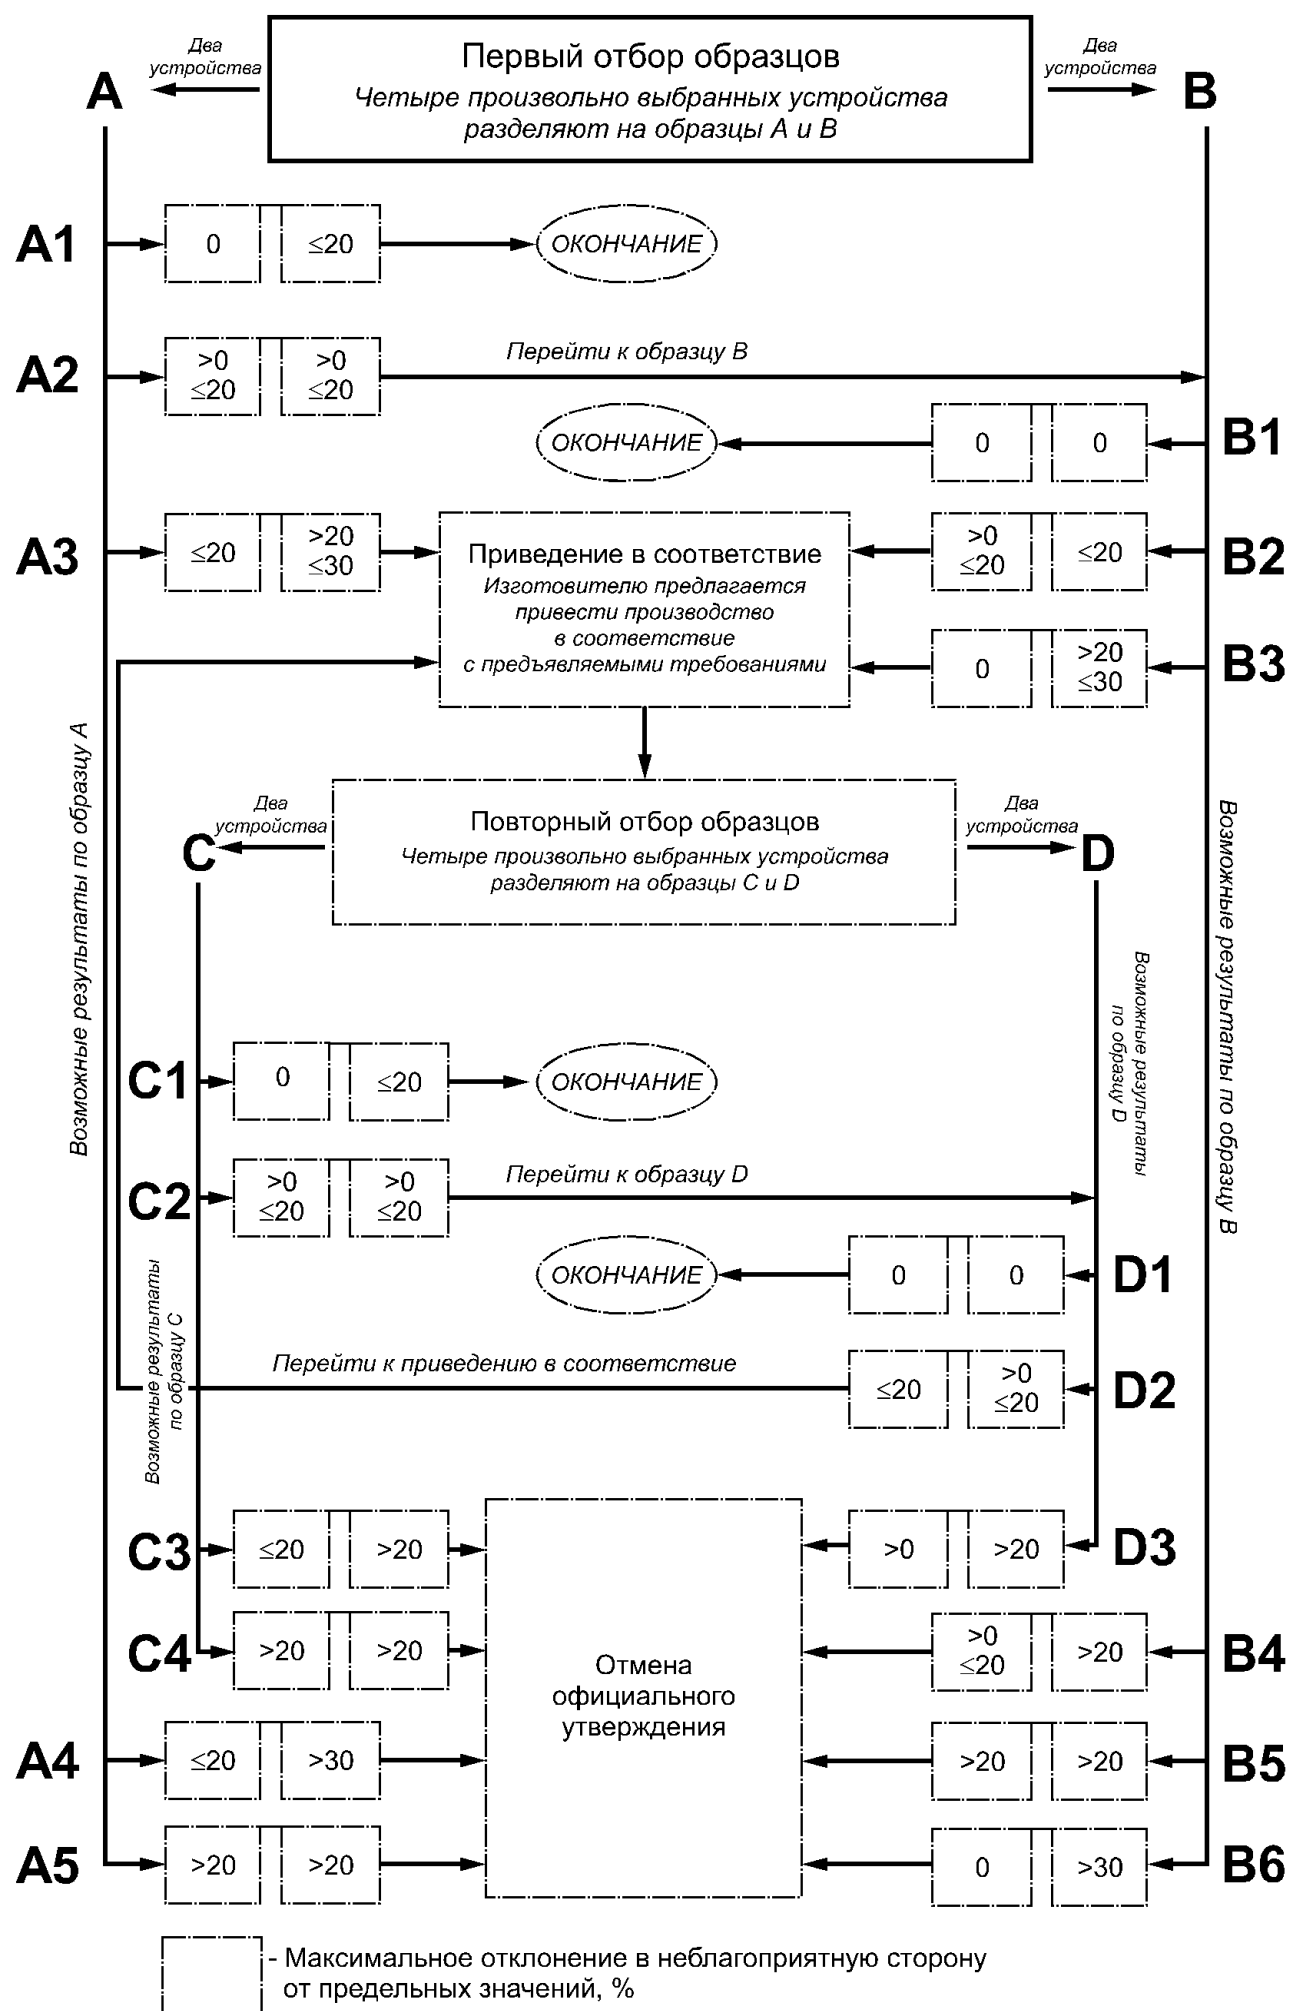 Первый отбор образцов
Четыре произвольно выбранных устройства
разделяют на образцы A и B
Два
устройства
A
Два
устройства
B
A1
0
≤20
ОКОНЧАНИЕ
A2
>0
≤20
>0
≤20
Перейти к образцу B
ОКОНЧАНИЕ
0
0
B1
A3
≤20
>20
≤30
Приведение в соответствие
Изготовителю предлагается
привести производство
в соответствие
с предъявляемыми требованиями
>0
≤20
≤20
B2
0
>20
≤30
B3
Возможные результаты по образцу A
Возможные результаты по образцу B
Два
устройства
C
Повторный отбор образцов
Четыре произвольно выбранных устройства
разделяют на образцы C и D
Два
устройства
D
Возможные результаты
по образцу D
C1
0
≤20
ОКОНЧАНИЕ
C2
>0
≤20
>0
≤20
Перейти к образцу D
ОКОНЧАНИЕ
0
0
D1
Возможные результаты
по образцу C
Перейти к приведению в соответствие
≤20
>0
≤20
D2
C3
≤20
>20
>0
>20
D3
C4
>20
>20
Отмена
официального
утверждения
>0
≤20
>20
B4
A4
≤20
>30
>20
>20
B5
A5
>20
>20
0
>30
B6
- Максимальное отклонение в неблагоприятную сторону
от предельных значений, %